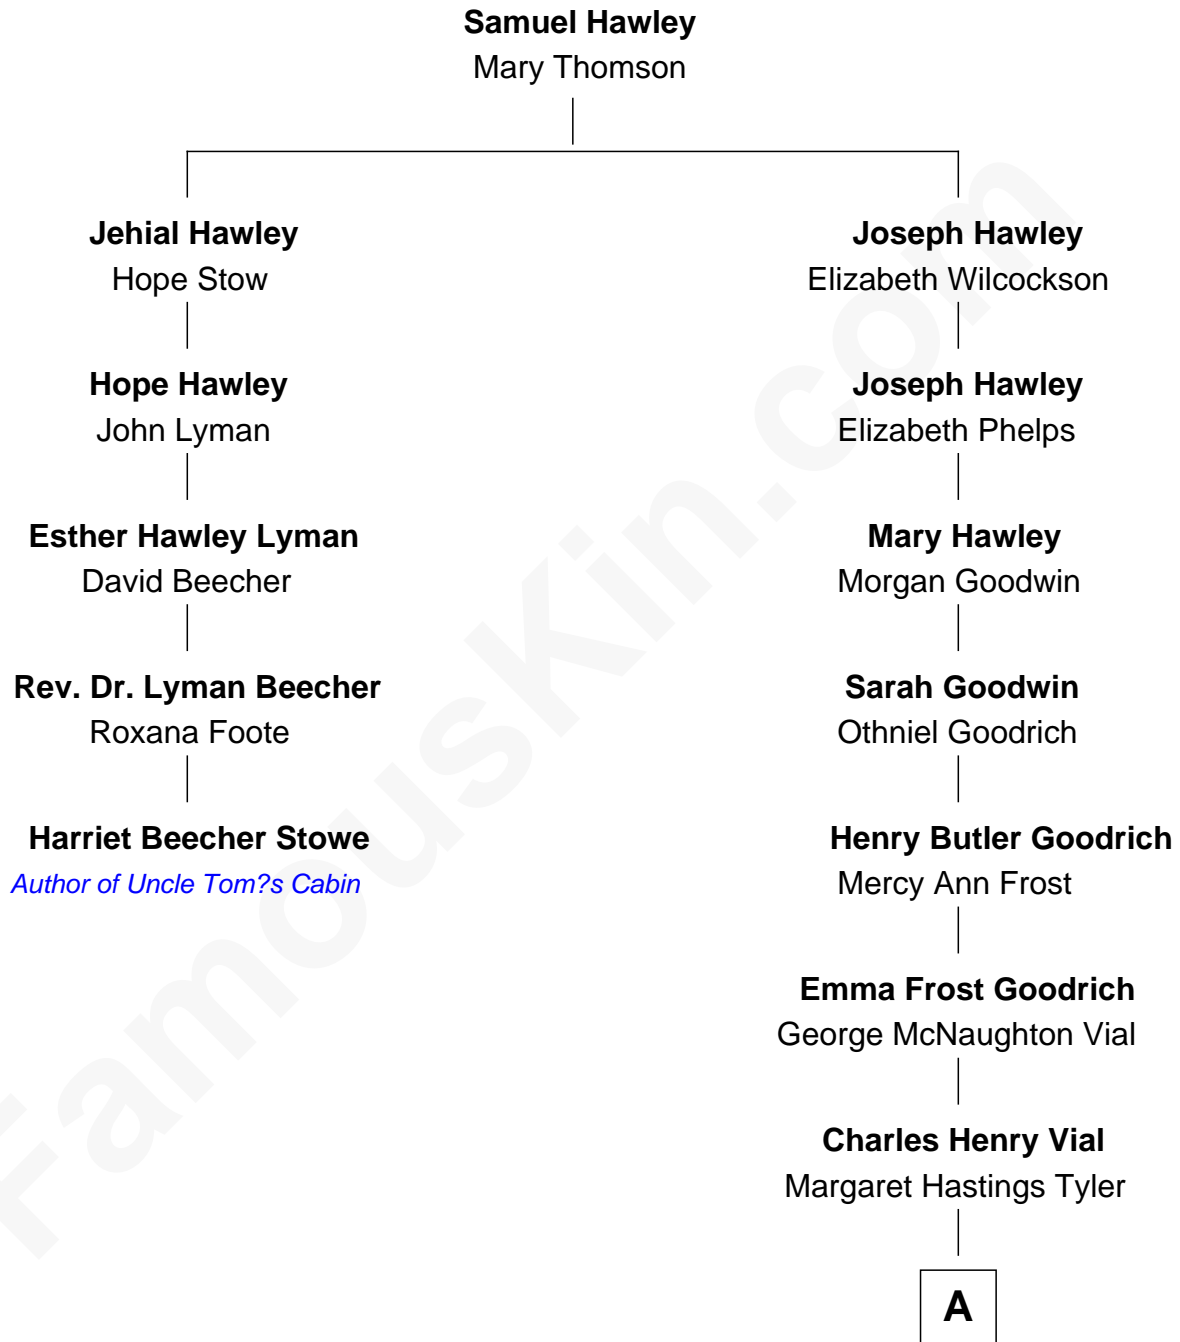 Samuel Hawley
Mary Thomson
Jehial Hawley
Hope Stow
Hope Hawley
John Lyman
Esther Hawley Lyman
David Beecher
Rev. Dr. Lyman Beecher
Roxana Foote
Harriet Beecher Stowe
Author of Uncle Tom?s Cabin
Joseph Hawley
Elizabeth Wilcockson
Joseph Hawley
Elizabeth Phelps
Mary Hawley
Morgan Goodwin
Sarah Goodwin
Othniel Goodrich
Henry Butler Goodrich
Mercy Ann Frost
Emma Frost Goodrich
George McNaughton Vial
Charles Henry Vial
Margaret Hastings Tyler
A
FamousKin.com